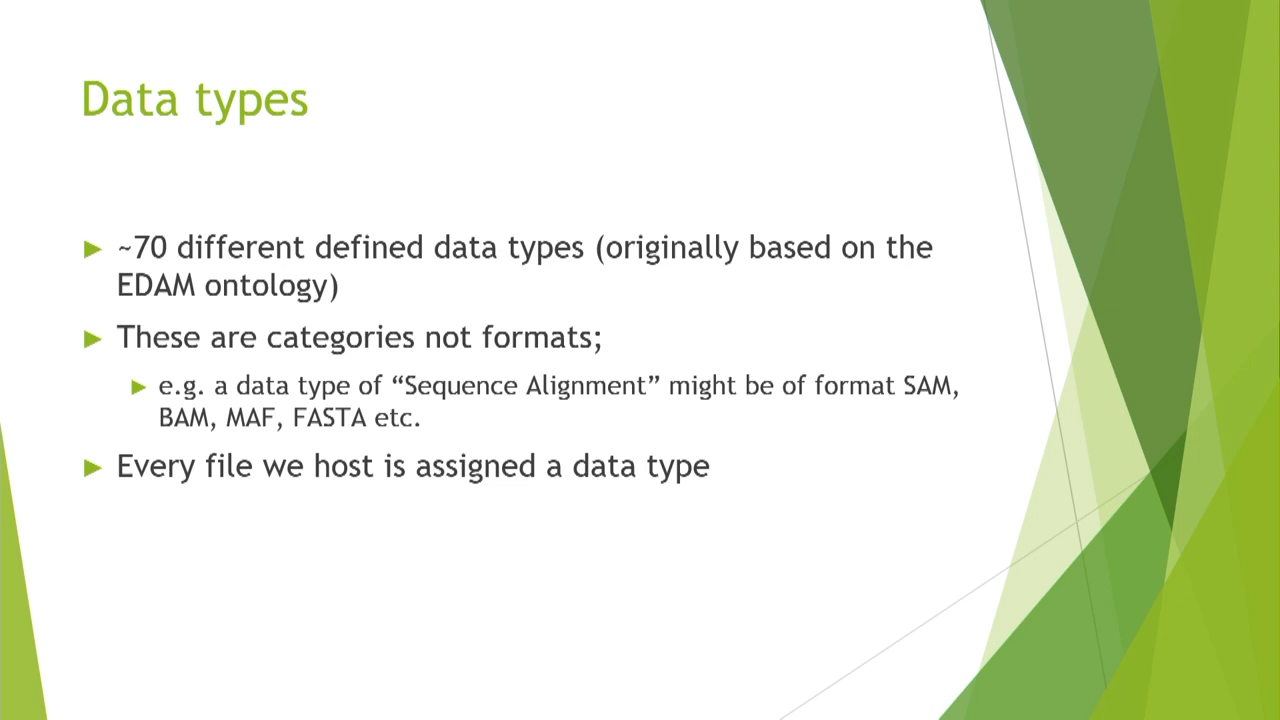 Data types
~70 different defined data types (originally based on the
EDAM ontology)
These are categories not formats;
e.g. a data type of “Sequence Alignment” might be of format SAM,
BAM, MAF, FASTA etc.
Every file we host is assigned a data type